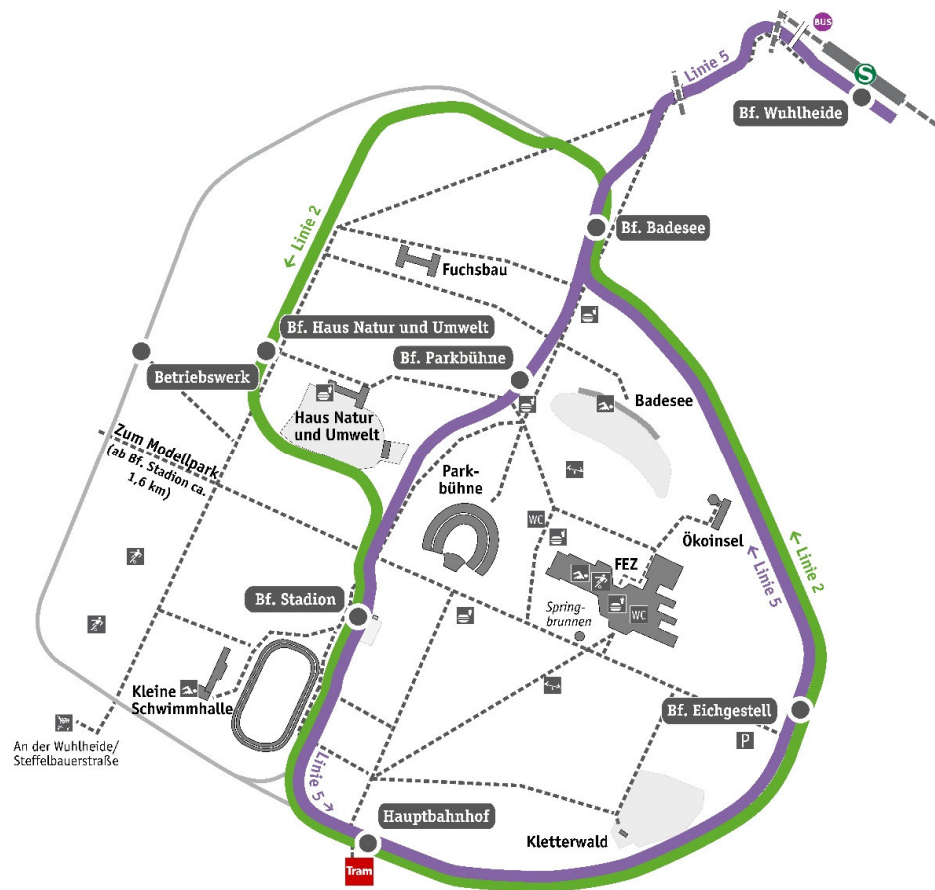 BUS
Linie 5
S
Bf. Wuhlheide
← Linie 2
Bf. Badesee
Fuchsbau
Bf. Haus Natur und Umwelt
Bf. Parkbühne
Betriebswerk
Badesee
Haus Natur
und Umwelt
Zum Modellpark
(ab Bf. Stadion ca.
1,6 km)
Park-
bühne
WC
Ökoinsel
FEZ
← Linie 5
← Linie 2
Bf. Stadion
WC
Spring-
brunnen
Kleine
Schwimmhalle
Bf. Eichgestell
P
An der Wuhlheide/
Steffelbauerstraße
Linie 5 →
Hauptbahnhof
Kletterwald
Tram